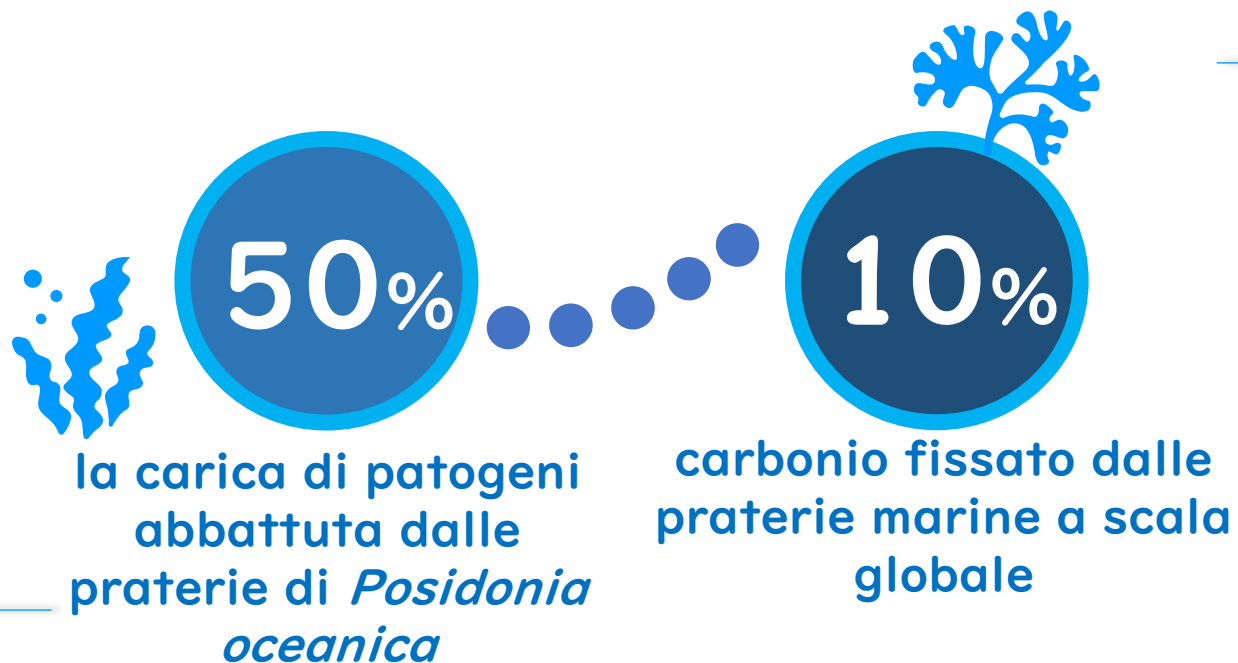 50%
la carica di patogeni
abbattuta dalle
praterie di Posidonia
oceanica
10%
carbonio fissato dalle
praterie marine a scala
globale